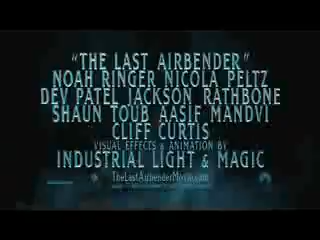 "THE LAST AIRBENDER"
NOAH RINGER NICOLA PELTZ
DEV PATEL JACKSON RATHBONE
SHAUN TOUB AASIF MANDVI
CLIFF CURTIS
VISUAL EFFECTS & ANIMATION BY
INDUSTRIAL LIGHT & MAGIC
TheLastAirbenderMovie.com